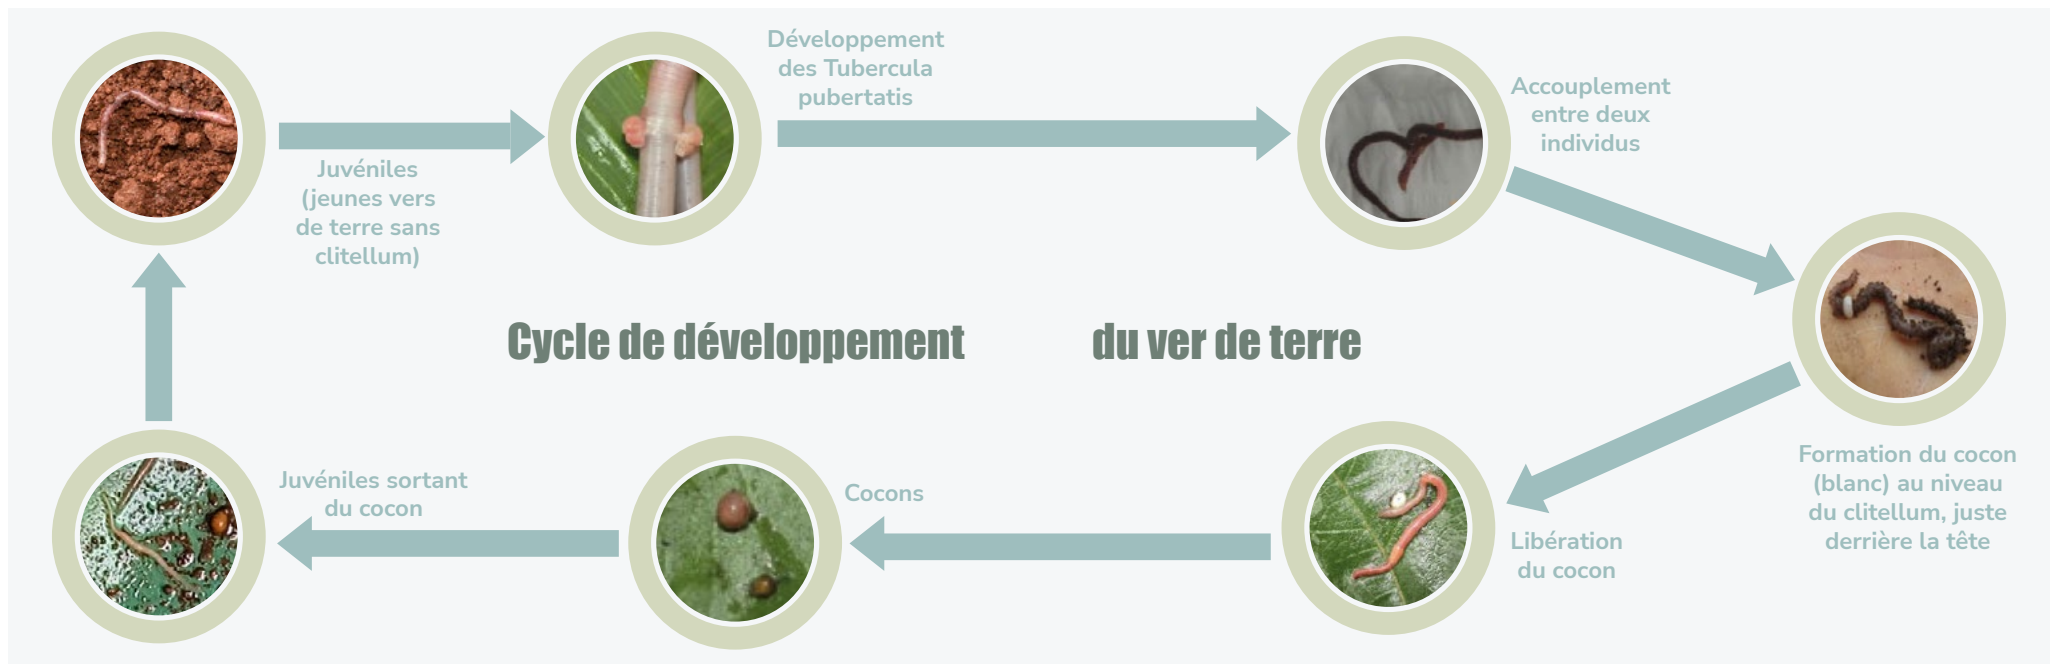 Développement
des Tubercula
pubertatis
Accouplement
entre deux
individus
Juvéniles
(jeunes vers
de terre sans
clitellum)
Cycle de développement du ver de terre
Formation du cocon
(blanc) au niveau
du clitellum, juste
derrière la tête
Libération
du cocon
Cocons
Juvéniles sortant
du cocon